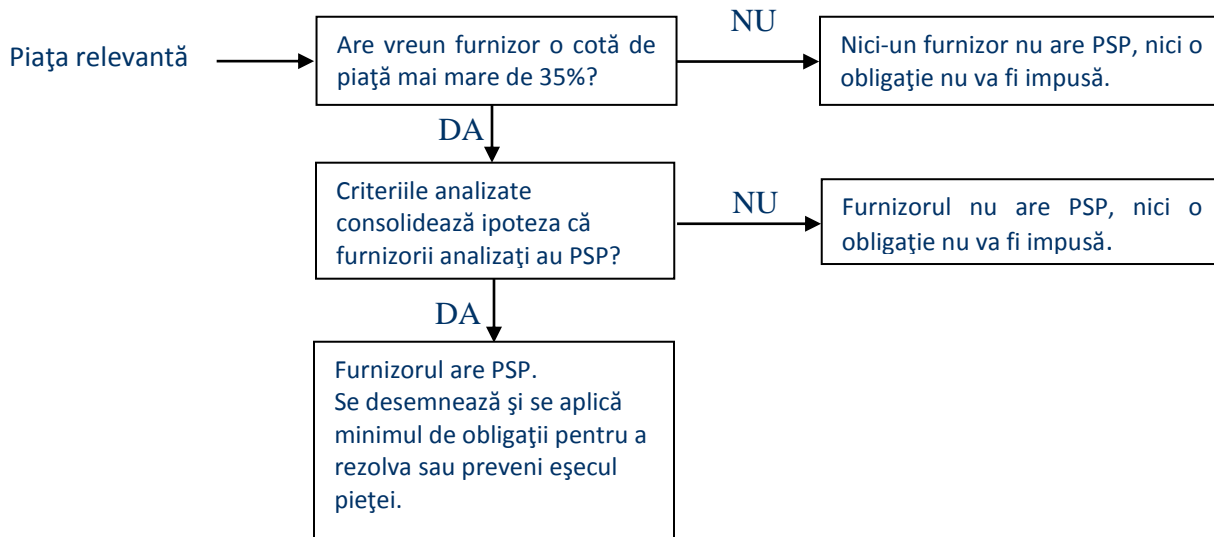 Piaţa relevantă
Are vreun furnizor o cotă de
piaţă mai mare de 35%?
NU
Nici-un furnizor nu are PSP, nici o
obligaţie nu va fi impusă.
DA
Criteriile analizate
consolidează ipoteza că
furnizorii analizaţi au PSP?
NU
Furnizorul nu are PSP, nici o
obligaţie nu va fi impusă.
DA
Furnizorul are PSP.
Se desemnează şi se aplică
minimul de obligaţii pentru a
rezolva sau preveni eşecul
pieţei.